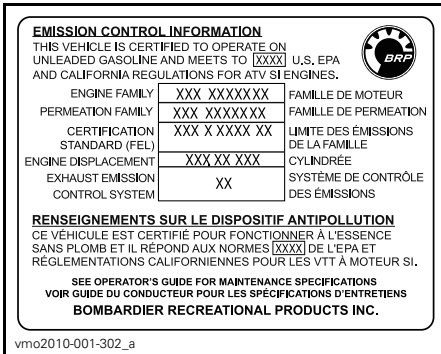 EMISSION CONTROL INFORMATION
THIS VEHICLE IS CERTIFIED TO OPERATE ON
UNLEADED GASOLINE AND MEETS TO XXXX U.S. EPA
AND CALIFORNIA REGULATIONS FOR ATV SI ENGINES.
BRP
ENGINE FAMILY XXX XXXXXXX FAMILLE DE MOTEUR
PERMEATION FAMILY XXX XXXXXXX FAMILLE DE PERMEATION
CERTIFICATION XXX X XXXX XX LIMITE DES ÉMISSIONS
STANDARD (FEL) DE LA FAMILLE
ENGINE DISPLACEMENT XXX XX XXX CYLINDRÉE
EXHAUST EMISSION XX SYSTÈME DE CONTRÔLE
CONTROL SYSTEM DES ÉMISSIONS
RENSEIGNEMENTS SUR LE DISPOSITIF ANTIPOLLUTION
CE VÉHICULE EST CERTIFIÉ POUR FONCTIONNER À L'ESSENCE
SANS PLOMB ET IL RÉPOND AUX NORMES XXXX DE L'EPA ET
RÉGLEMENTATIONS CALIFORNIENNES POUR LES VTT À MOTEUR SI.
SEE OPERATOR'S GUIDE FOR MAINTENANCE SPECIFICATIONS
VOIR GUIDE DU CONDUCTEUR POUR LES SPÉCIFICATIONS D'ENTRETIENS
BOMBARDIER RECREATIONAL PRODUCTS INC.
vmo2010-001-302_a